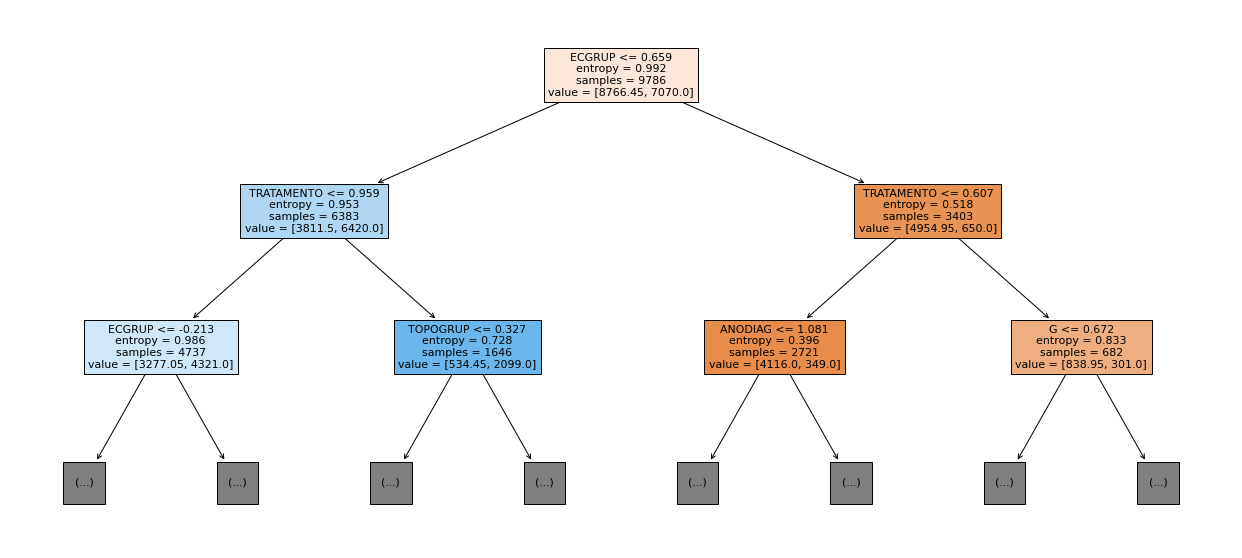 ECGRUP <= 0.659
entropy = 0.992
samples = 9786
value = [8766.45, 7070.0]
TRATAMENTO <= 0.959
entropy = 0.953
samples = 6383
value = [3811.5, 6420.0]
TRATAMENTO <= 0.607
entropy = 0.518
samples = 3403
value = [4954.95, 650.0]
ECGRUP <= -0.213
entropy = 0.986
samples = 4737
value = [3277.05, 4321.0]
TOPOGRUP <= 0.327
entropy = 0.728
samples = 1646
value = [534.45, 2099.0]
ANODIAG <= 1.081
entropy = 0.396
samples = 2721
value = [4116.0, 349.0]
G <= 0.672
entropy = 0.833
samples = 682
value = [838.95, 301.0]
(...)
(...)
(...)
(...)
(...)
(...)
(...)
(...)